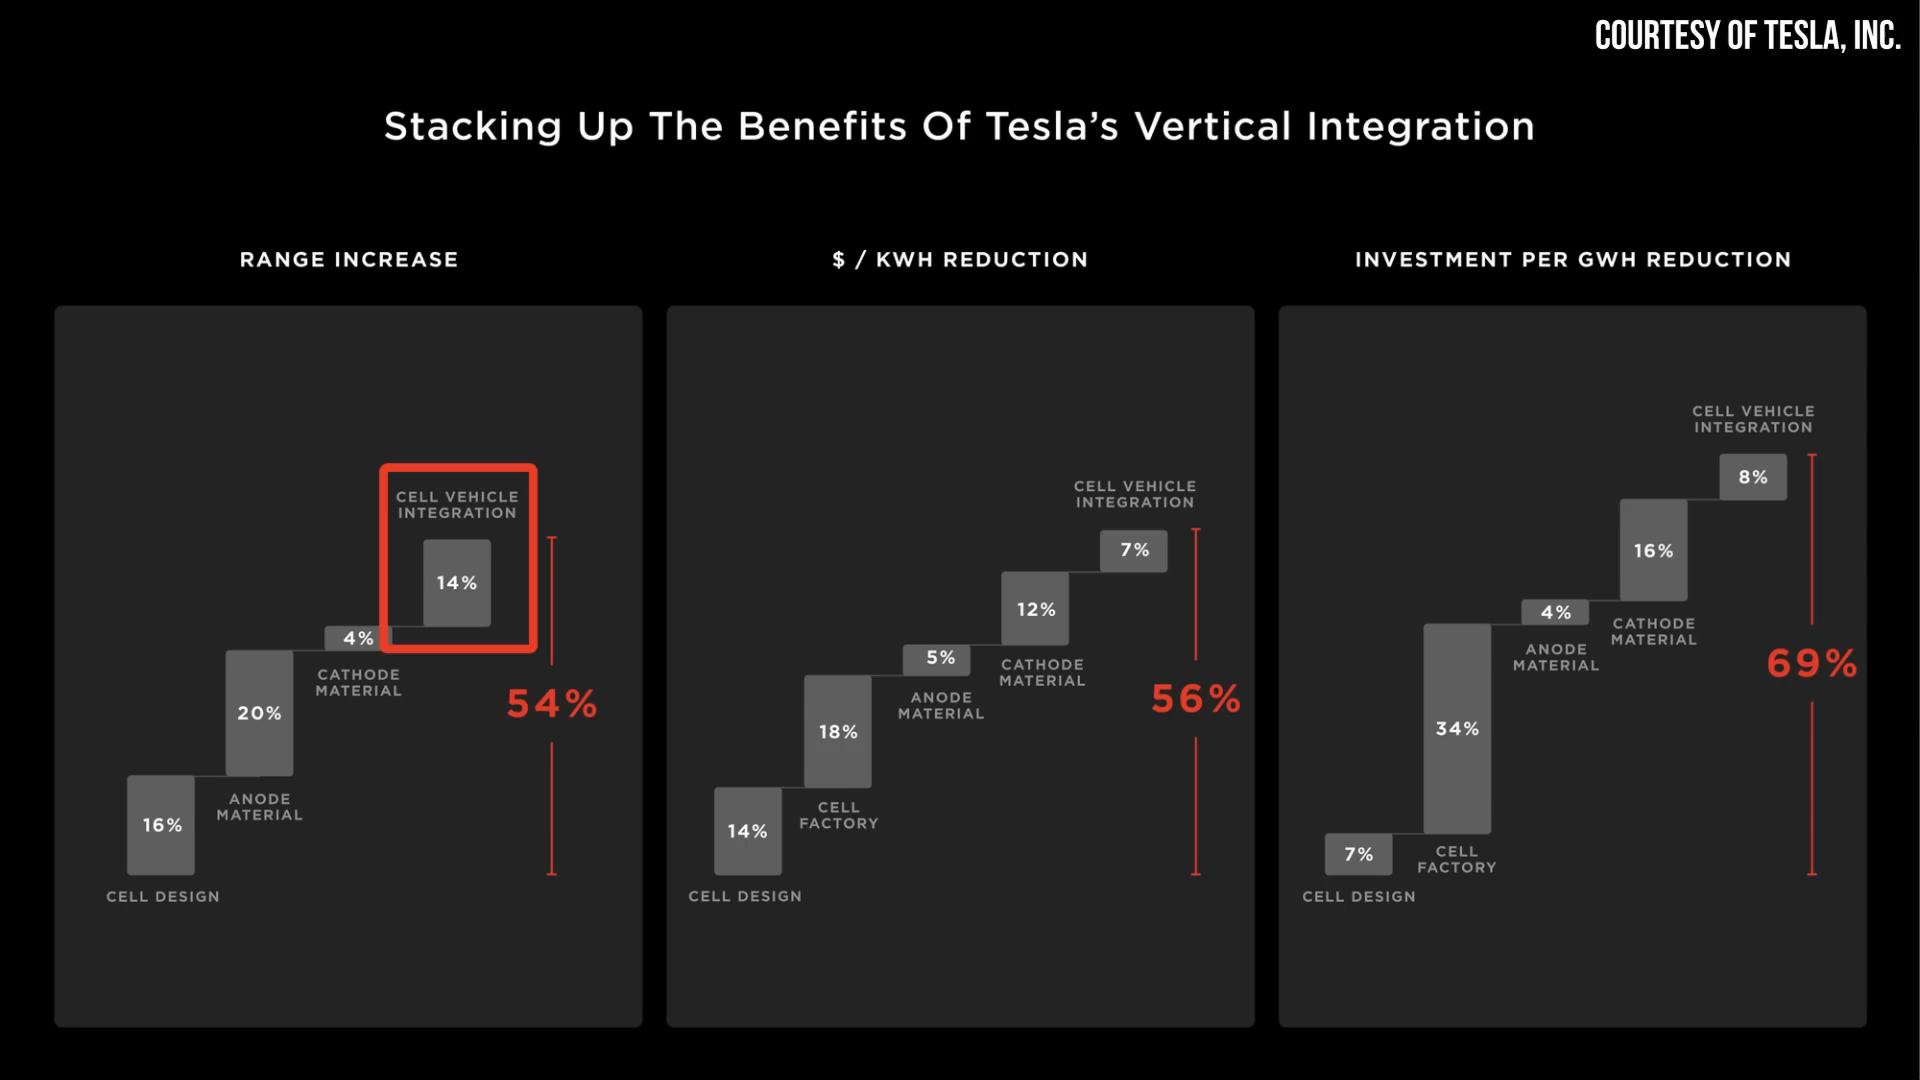 COURTESY OF TESLA, INC.
Stacking Up The Benefits Of Tesla’s Vertical Integration
RANGE INCREASE
CELL VEHICLE
INTEGRATION
14%
4%
CATHODE
MATERIAL
20%
ANODE
MATERIAL
16%
CELL DESIGN
54%
$ / KWH REDUCTION
CELL VEHICLE
INTEGRATION
7%
12%
CATHODE
MATERIAL
5%
ANODE
MATERIAL
18%
CELL
FACTORY
14%
CELL DESIGN
56%
INVESTMENT PER GWH REDUCTION
CELL VEHICLE
INTEGRATION
8%
16%
CATHODE
MATERIAL
4%
ANODE
MATERIAL
34%
CELL
FACTORY
7%
CELL DESIGN
69%